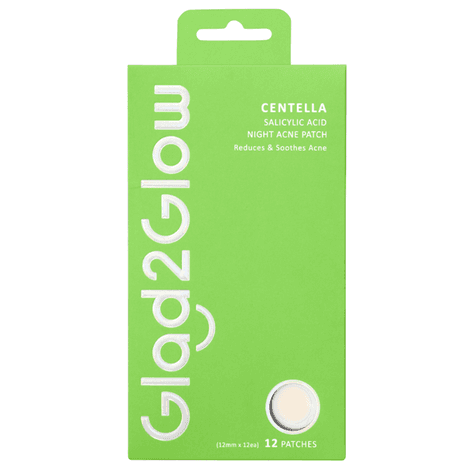 Glad2Glow
CENTELLA
SALICYLIC ACID
NIGHT ACNE PATCH
Reduces & Soothes Acne
(12mm x 12ea) 12 PATCHES